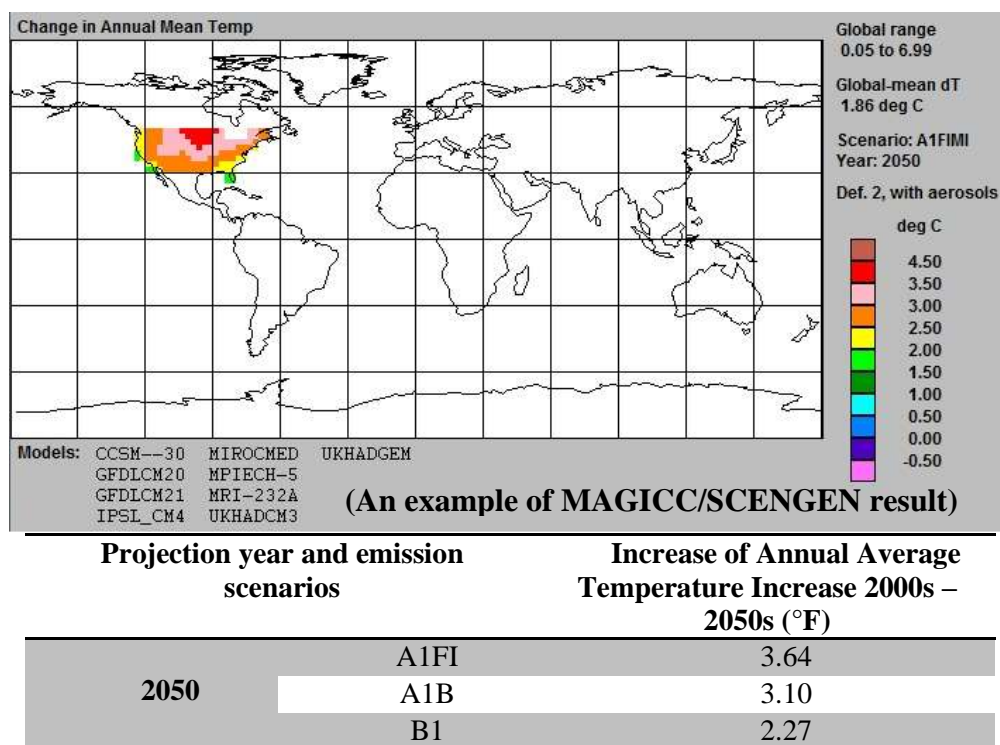 Change in Annual Mean Temp
Global range
0.05 to 6.99
Global-mean dT
1.86 deg C
Scenario: A1FIMI
Year: 2050
Def. 2, with aerosols
deg C
4.50
3.50
3.00
2.50
2.00
1.50
1.00
0.50
0.00
-0.50
Models: CCSM--30 MIROCMED UKHADGEM
GFDLCM20 MPIECH-5
GFDLCM21 MRI-232A
IPSL_CM4 UKHADCM3
(An example of MAGICC/SCENGEN result)
Projection year and emission
scenarios
Increase of Annual Average
Temperature Increase 2000s –
2050s (°F)
2050
A1FI 3.64
A1B 3.10
B1 2.27